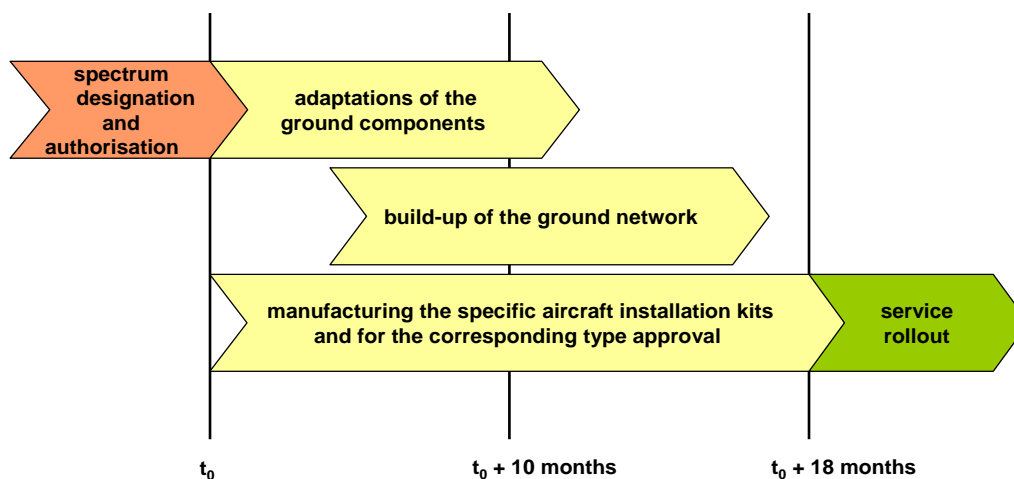 spectrum
designation
and
authorisation
adaptations of the
ground components
build-up of the ground network
manufacturing the specific aircraft installation kits
and for the corresponding type approval
service
rollout
t₀
t₀ + 10 months
t₀ + 18 months